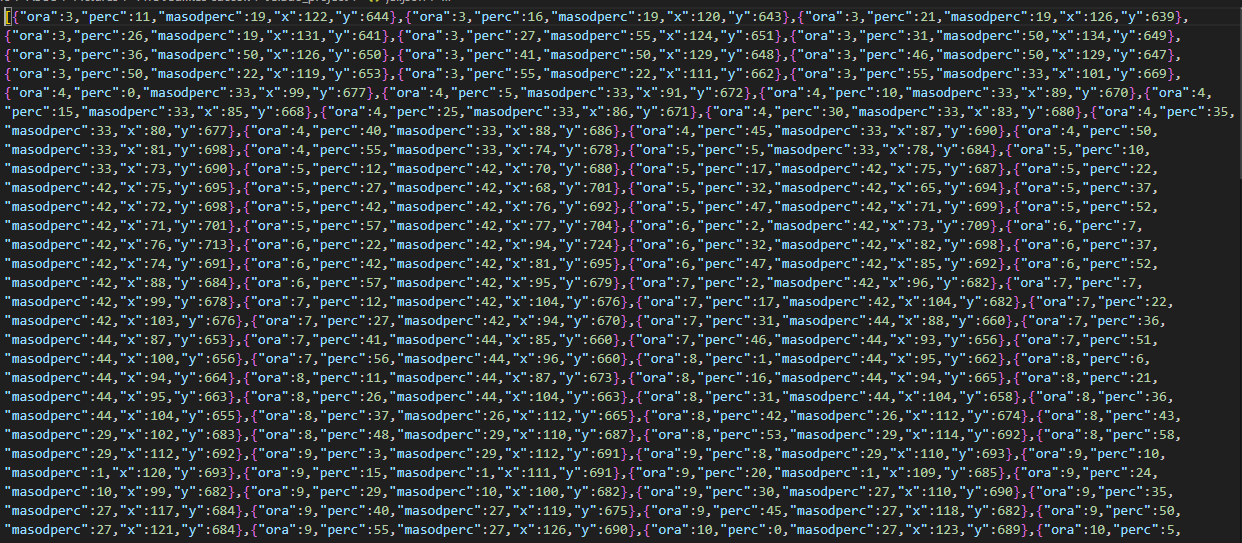 [{"ora":3,"perc":11,"masodperc":19,"x":122,"y":644},{"ora":3,"perc":16,"masodperc":19,"x":120,"y":643},{"ora":3,"perc":21,"masodperc":19,"x":126,"y":639},
{"ora":3,"perc":26,"masodperc":19,"x":131,"y":641},{"ora":3,"perc":27,"masodperc":55,"x":124,"y":651},{"ora":3,"perc":31,"masodperc":50,"x":134,"y":649},
{"ora":3,"perc":36,"masodperc":50,"x":126,"y":650},{"ora":3,"perc":41,"masodperc":50,"x":129,"y":648},{"ora":3,"perc":46,"masodperc":50,"x":129,"y":647},
{"ora":3,"perc":50,"masodperc":22,"x":119,"y":653},{"ora":3,"perc":55,"masodperc":22,"x":111,"y":662},{"ora":3,"perc":55,"masodperc":33,"x":101,"y":669},
{"ora":4,"perc":0,"masodperc":33,"x":99,"y":677},{"ora":4,"perc":5,"masodperc":33,"x":91,"y":672},{"ora":4,"perc":10,"masodperc":33,"x":89,"y":670},{"ora":4,
"perc":15,"masodperc":33,"x":85,"y":668},{"ora":4,"perc":25,"masodperc":33,"x":86,"y":671},{"ora":4,"perc":30,"masodperc":33,"x":83,"y":680},{"ora":4,"perc":35,
"masodperc":33,"x":80,"y":677},{"ora":4,"perc":40,"masodperc":33,"x":88,"y":686},{"ora":4,"perc":45,"masodperc":33,"x":87,"y":690},{"ora":4,"perc":50,
"masodperc":33,"x":81,"y":698},{"ora":4,"perc":55,"masodperc":33,"x":74,"y":678},{"ora":5,"perc":5,"masodperc":33,"x":78,"y":684},{"ora":5,"perc":10,
"masodperc":33,"x":73,"y":690},{"ora":5,"perc":12,"masodperc":42,"x":70,"y":680},{"ora":5,"perc":17,"masodperc":42,"x":75,"y":687},{"ora":5,"perc":22,
"masodperc":42,"x":75,"y":695},{"ora":5,"perc":27,"masodperc":42,"x":68,"y":701},{"ora":5,"perc":32,"masodperc":42,"x":65,"y":694},{"ora":5,"perc":37,
"masodperc":42,"x":72,"y":698},{"ora":5,"perc":42,"masodperc":42,"x":76,"y":692},{"ora":5,"perc":47,"masodperc":42,"x":71,"y":699},{"ora":5,"perc":52,
"masodperc":42,"x":71,"y":701},{"ora":5,"perc":57,"masodperc":42,"x":77,"y":704},{"ora":6,"perc":2,"masodperc":42,"x":73,"y":709},{"ora":6,"perc":7,
"masodperc":42,"x":76,"y":713},{"ora":6,"perc":22,"masodperc":42,"x":94,"y":724},{"ora":6,"perc":32,"masodperc":42,"x":82,"y":698},{"ora":6,"perc":37,
"masodperc":42,"x":74,"y":691},{"ora":6,"perc":42,"masodperc":42,"x":81,"y":695},{"ora":6,"perc":47,"masodperc":42,"x":85,"y":692},{"ora":6,"perc":52,
"masodperc":42,"x":88,"y":684},{"ora":6,"perc":57,"masodperc":42,"x":95,"y":679},{"ora":7,"perc":2,"masodperc":42,"x":96,"y":682},{"ora":7,"perc":7,
"masodperc":42,"x":99,"y":678},{"ora":7,"perc":12,"masodperc":42,"x":104,"y":676},{"ora":7,"perc":17,"masodperc":42,"x":104,"y":682},{"ora":7,"perc":22,
"masodperc":42,"x":103,"y":676},{"ora":7,"perc":27,"masodperc":42,"x":94,"y":670},{"ora":7,"perc":31,"masodperc":44,"x":88,"y":660},{"ora":7,"perc":36,
"masodperc":44,"x":87,"y":653},{"ora":7,"perc":41,"masodperc":44,"x":85,"y":660},{"ora":7,"perc":46,"masodperc":44,"x":93,"y":656},{"ora":7,"perc":51,
"masodperc":44,"x":100,"y":656},{"ora":7,"perc":56,"masodperc":44,"x":96,"y":660},{"ora":8,"perc":1,"masodperc":44,"x":95,"y":662},{"ora":8,"perc":6,
"masodperc":44,"x":94,"y":664},{"ora":8,"perc":11,"masodperc":44,"x":87,"y":673},{"ora":8,"perc":16,"masodperc":44,"x":94,"y":665},{"ora":8,"perc":21,
"masodperc":44,"x":95,"y":663},{"ora":8,"perc":26,"masodperc":44,"x":104,"y":663},{"ora":8,"perc":31,"masodperc":44,"x":104,"y":658},{"ora":8,"perc":36,
"masodperc":44,"x":104,"y":655},{"ora":8,"perc":37,"masodperc":26,"x":112,"y":665},{"ora":8,"perc":42,"masodperc":26,"x":112,"y":674},{"ora":8,"perc":43,
"masodperc":29,"x":102,"y":683},{"ora":8,"perc":48,"masodperc":29,"x":110,"y":687},{"ora":8,"perc":53,"masodperc":29,"x":114,"y":692},{"ora":8,"perc":58,
"masodperc":29,"x":112,"y":692},{"ora":9,"perc":3,"masodperc":29,"x":112,"y":691},{"ora":9,"perc":8,"masodperc":29,"x":110,"y":693},{"ora":9,"perc":10,
"masodperc":1,"x":120,"y":693},{"ora":9,"perc":15,"masodperc":1,"x":111,"y":691},{"ora":9,"perc":20,"masodperc":1,"x":109,"y":685},{"ora":9,"perc":24,
"masodperc":10,"x":99,"y":682},{"ora":9,"perc":29,"masodperc":10,"x":100,"y":682},{"ora":9,"perc":30,"masodperc":27,"x":110,"y":690},{"ora":9,"perc":35,
"masodperc":27,"x":117,"y":684},{"ora":9,"perc":40,"masodperc":27,"x":119,"y":675},{"ora":9,"perc":45,"masodperc":27,"x":118,"y":682},{"ora":9,"perc":50,
"masodperc":27,"x":121,"y":684},{"ora":9,"perc":55,"masodperc":27,"x":126,"y":690},{"ora":10,"perc":0,"masodperc":27,"x":123,"y":689},{"ora":10,"perc":5,